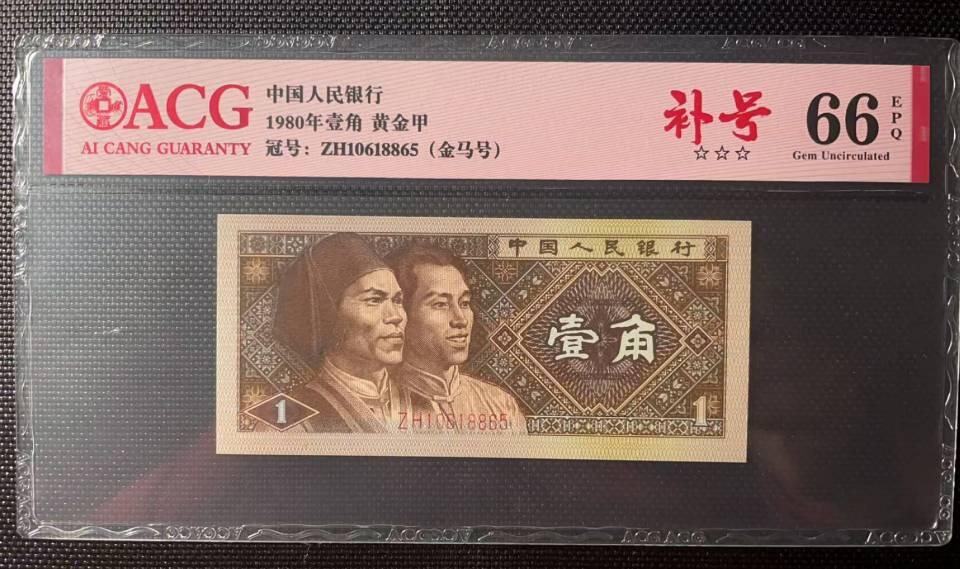 ACG
AI CANG GUARANTY
中国人民银行
1980年壹角 黄金甲
冠号：ZH10618865（金马号）
补号
☆☆☆
66
EPQ
Gem Uncirculated
中国人民银行
壹角
1
ZH10618865
1